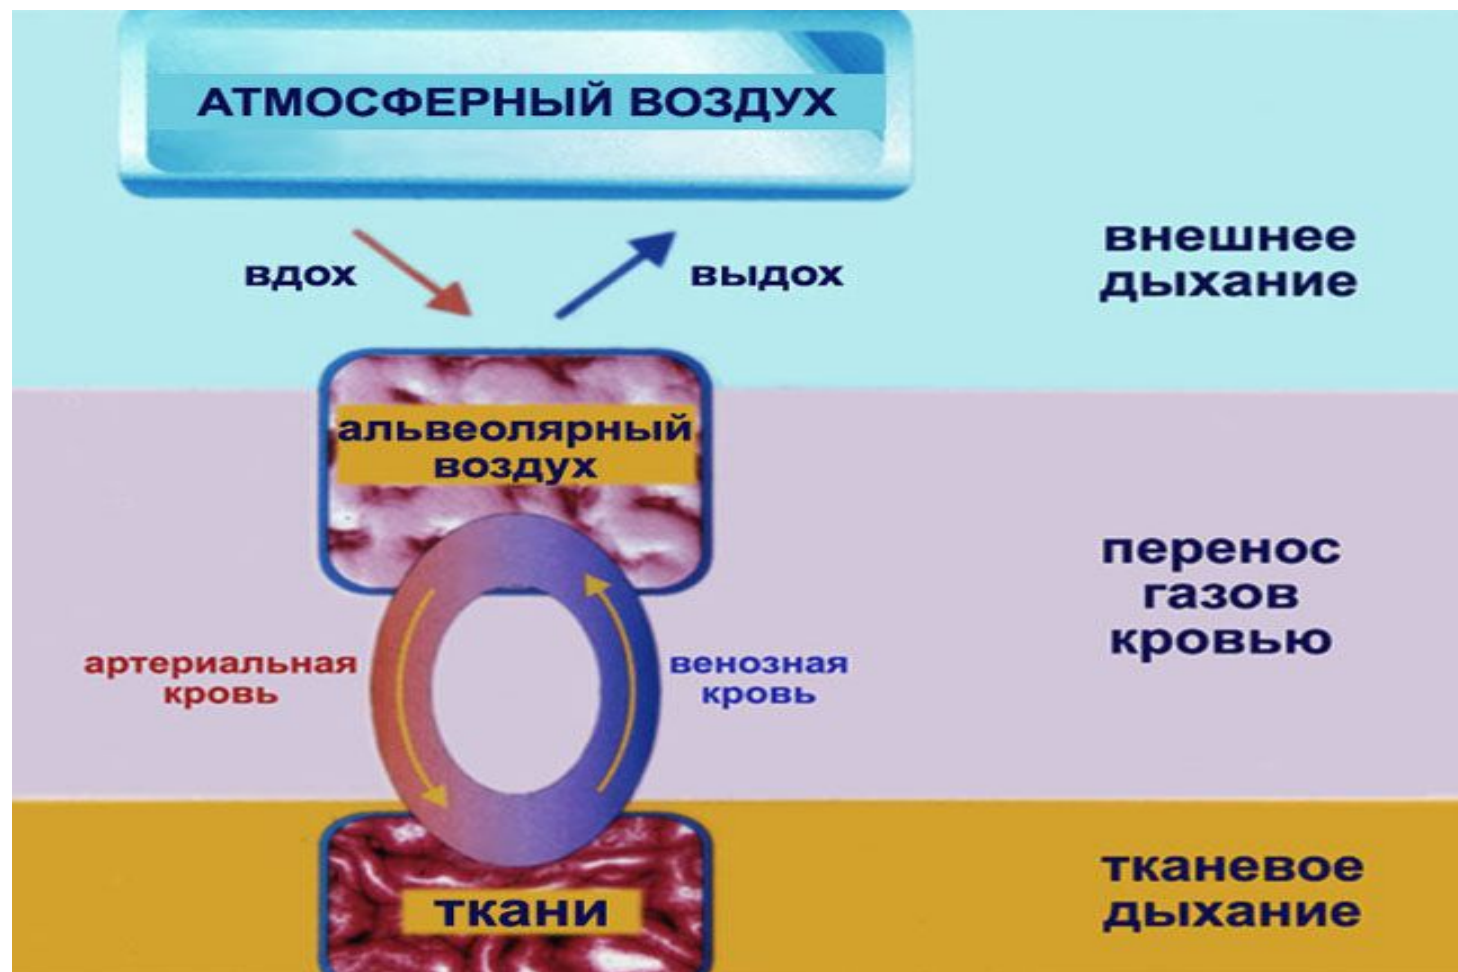 АТМОСФЕРНЫЙ ВОЗДУХ
вдох
выдох
внешнее
дыхание
альвеолярный
воздух
артериальная
кровь
венозная
кровь
перенос
газов
кровью
ткани
тканевое
дыхание